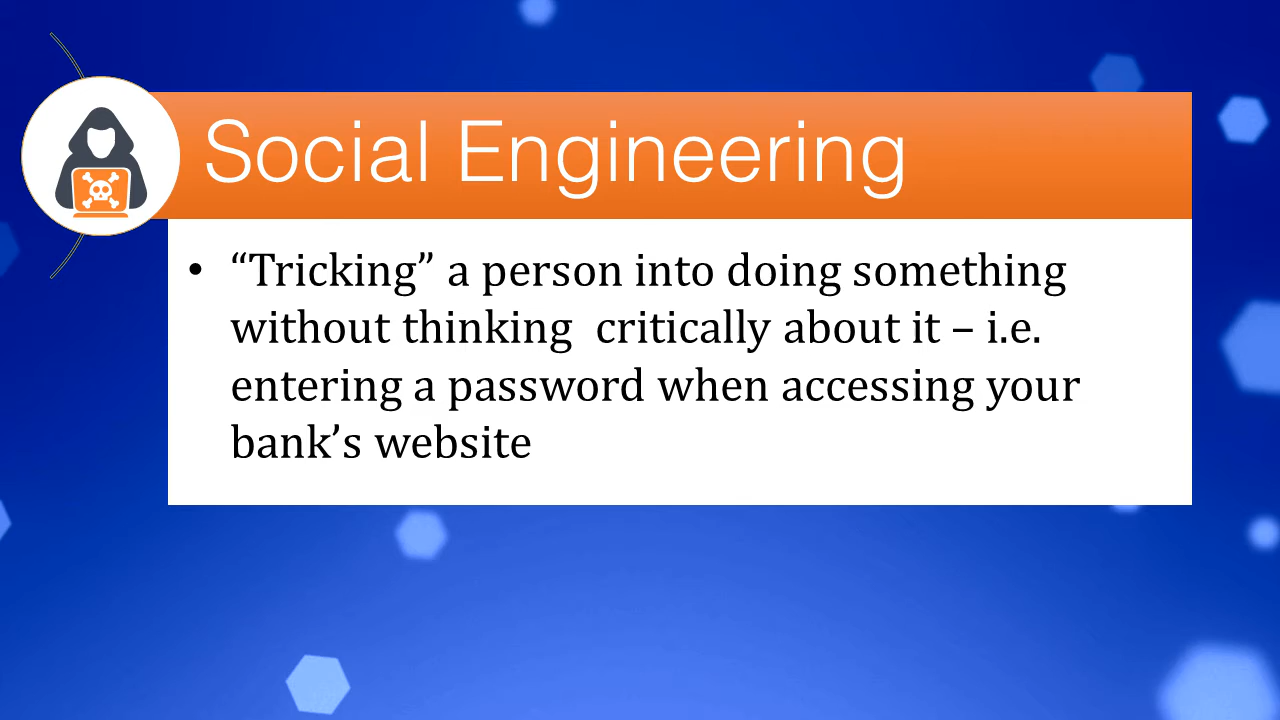 Social Engineering
• “Tricking” a person into doing something
without thinking  critically about it – i.e.
entering a password when accessing your
bank’s website